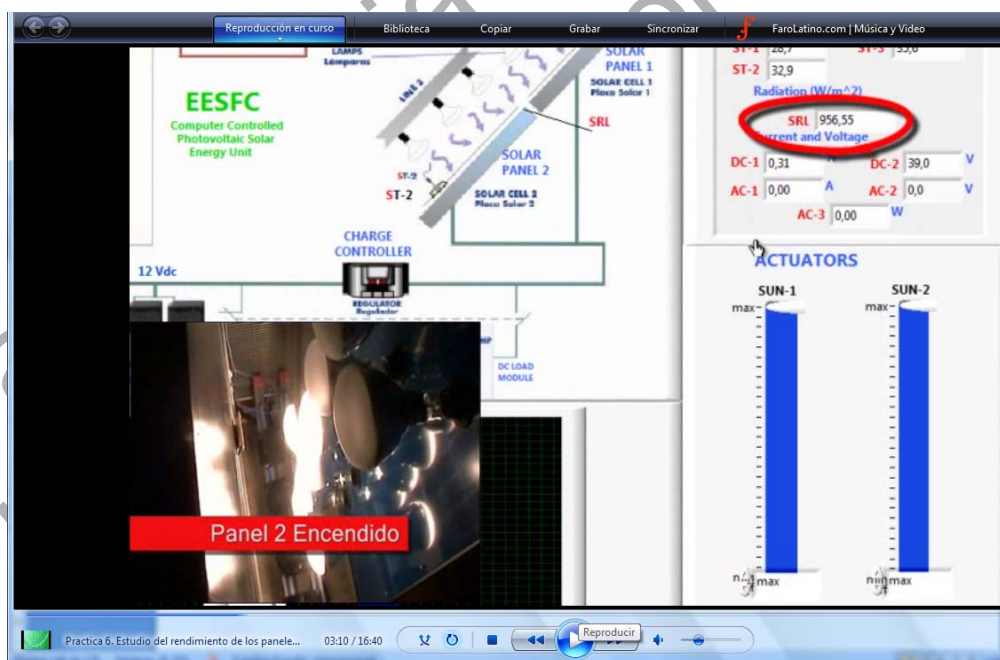 Reproducción en curso
Biblioteca
Copiar
Grabar
Sincronizar
FaroLatino.com | Música y Video
LAMPS
Lámparas
LINE 2
SOLAR
PANEL 1
SOLAR CELL 1
Placa Solar 1
EESFC
Computer Controlled
Photovoltaic Solar
Energy Unit
SRL
SOLAR
PANEL 2
ST-2
ST-2
SOLAR CELL 2
Placa Solar 2
CHARGE
CONTROLLER
12 Vdc
REGULATOR
Regulador
DC LOAD
MODULE
Panel 2 Encendido
ST-1 28,7
ST-2 32,9
Radiation (W/m^2)
SRL 956,55
Current and Voltage
DC-1 0,31 A DC-2 39,0 V
AC-1 0,00 A AC-2 0,0 V
AC-3 0,00 W
ACTUATORS
SUN-1 SUN-2
max max
max max
Practica 6. Estudio del rendimiento de los panele... 03:10 / 16:40
Reproducir